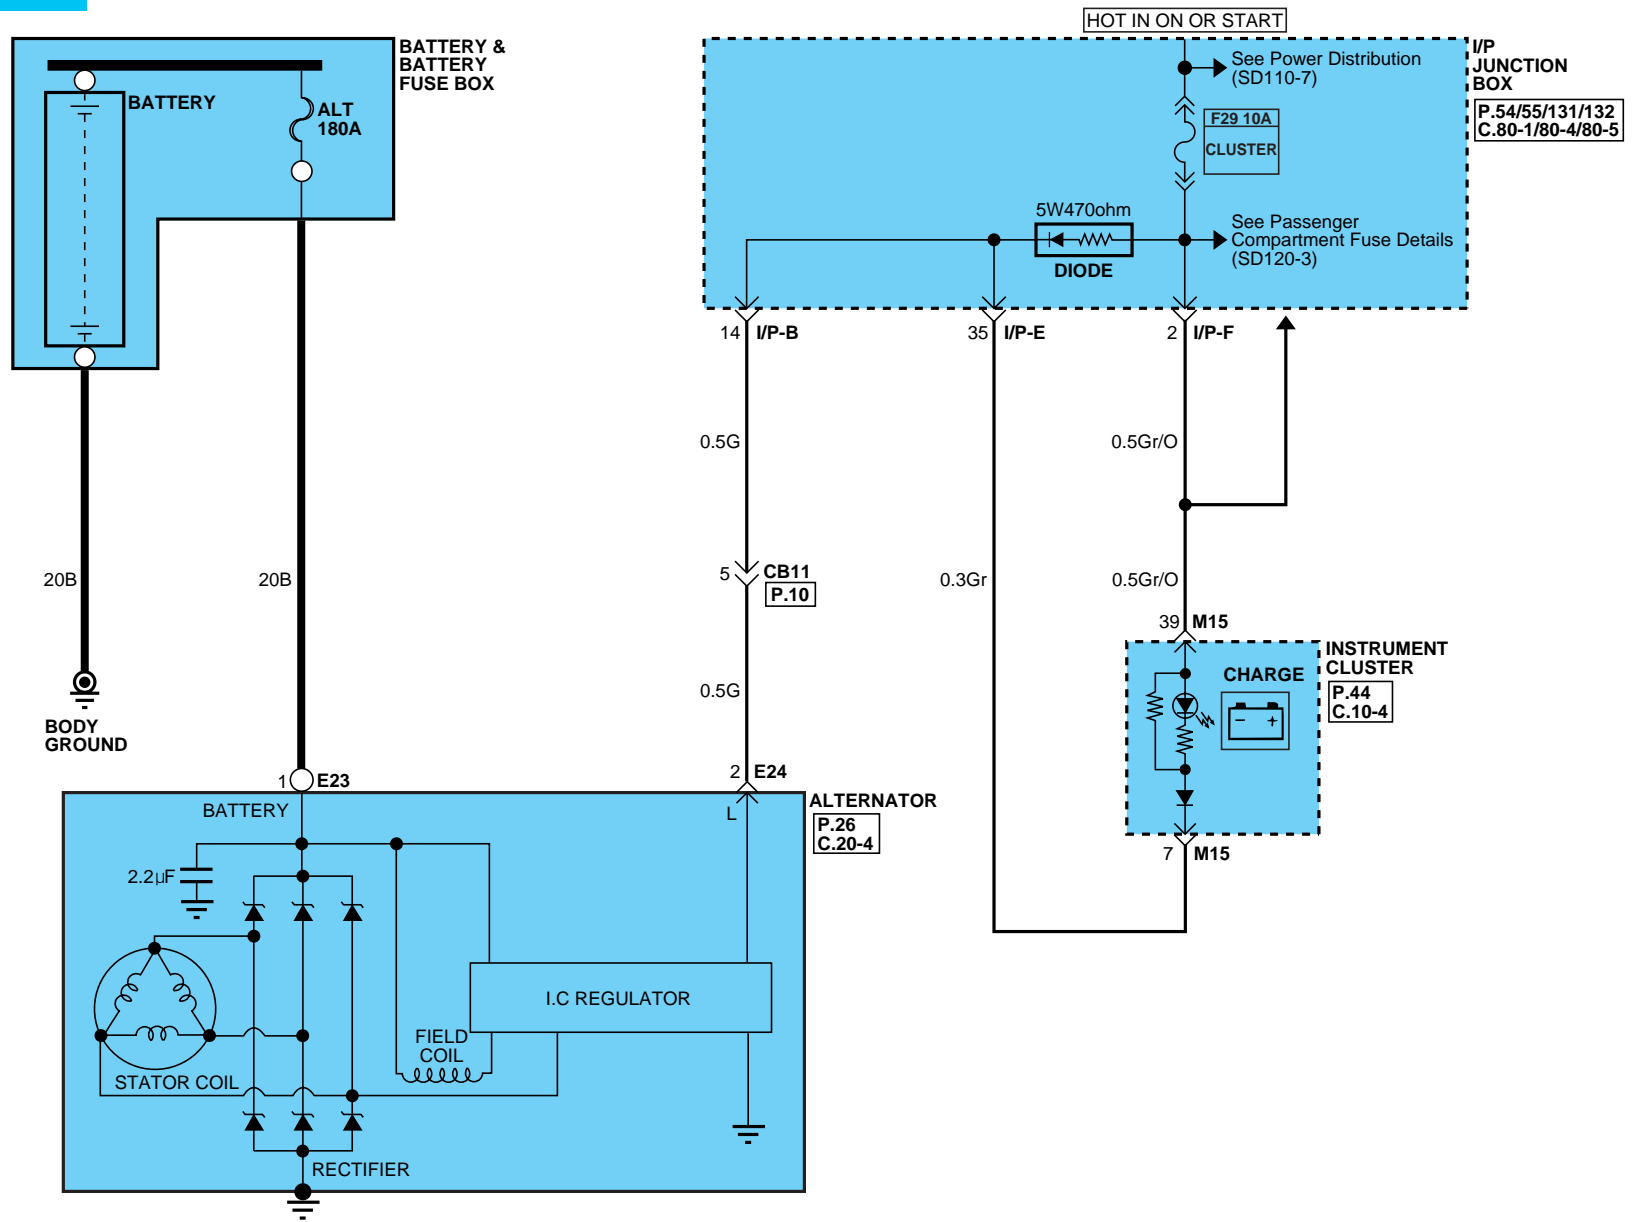 HOT IN ON OR START
BATTERY &
BATTERY
FUSE BOX
BATTERY
ALT
180A
See Power Distribution
(SD110-7)
I/P
JUNCTION
BOX
P.54/55/131/132
C.80-1/80-4/80-5
F29 10A
CLUSTER
5W470ohm
DIODE
See Passenger
Compartment Fuse Details
(SD120-3)
14 I/P-B
35 I/P-E
2 I/P-F
0.5G
0.5Gr/O
20B
20B
5 CB11
P.10
0.3Gr
0.5Gr/O
39 M15
INSTRUMENT
CLUSTER
P.44
C.10-4
CHARGE
- +
0.5G
BODY
GROUND
1 E23
2 E24
BATTERY
L
ALTERNATOR
P.26
C.20-4
7 M15
2.2µF
I.C REGULATOR
FIELD
COIL
STATOR COIL
RECTIFIER